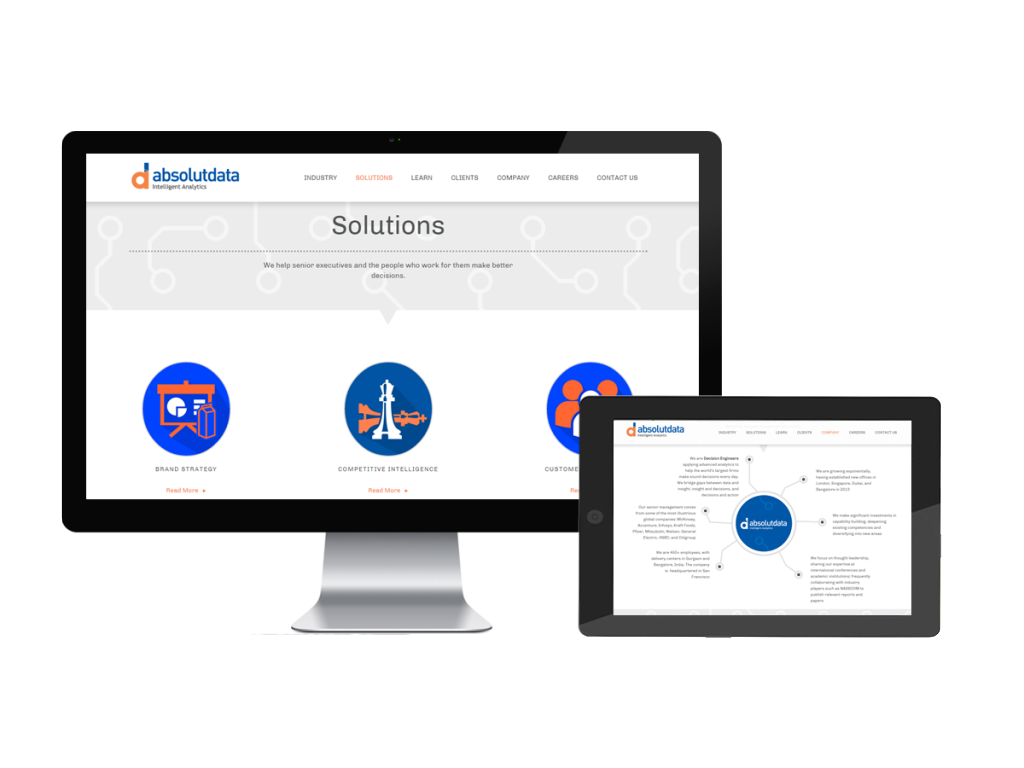 absolutdata
Intelligent Analytics
INDUSTRY SOLUTIONS LEARN CLIENTS COMPANY CAREERS CONTACT US
Solutions
We help senior executives and the people who work for them make better
decisions.
BRAND STRATEGY
COMPETITIVE INTELLIGENCE
CUSTOME
Read More
Read More
Re
absolutdata
Intelligent Analytics
INDUSTRY SOLUTIONS LEARN CLIENTS COMPANY CAREERS CONTACT US
We are Decision Engineers
applying advanced analytics to
help the world's largest firms
make sound decisions every day.
We bridge gaps between data and
insight, insight and decisions, and
decisions and action
We are growing exponentially,
having established new offices in
London, Singapore, Dubai, and
Bangalore in 2013
Our senior management comes
from some of the most illustrious
global companies: McKinsey,
Accenture, Infosys, Kraft Foods,
Pfizer, Mitsubishi, Nielsen, General
Electric, HSBC and Citigroup
absolutdata
Intelligent Analytics
We make significant investments in
capability building, deepening
existing competencies and
diversifying into new areas
We are 400+ employees; with
delivery centers in Gurgaon and
Bangalore, India. The company
is headquartered in San
Francisco
We focus on thought leadership,
sharing our expertise at
international conferences and
academic institutions; frequently
collaborating with industry
players such as NASSCOM to
publish relevant reports and
papers